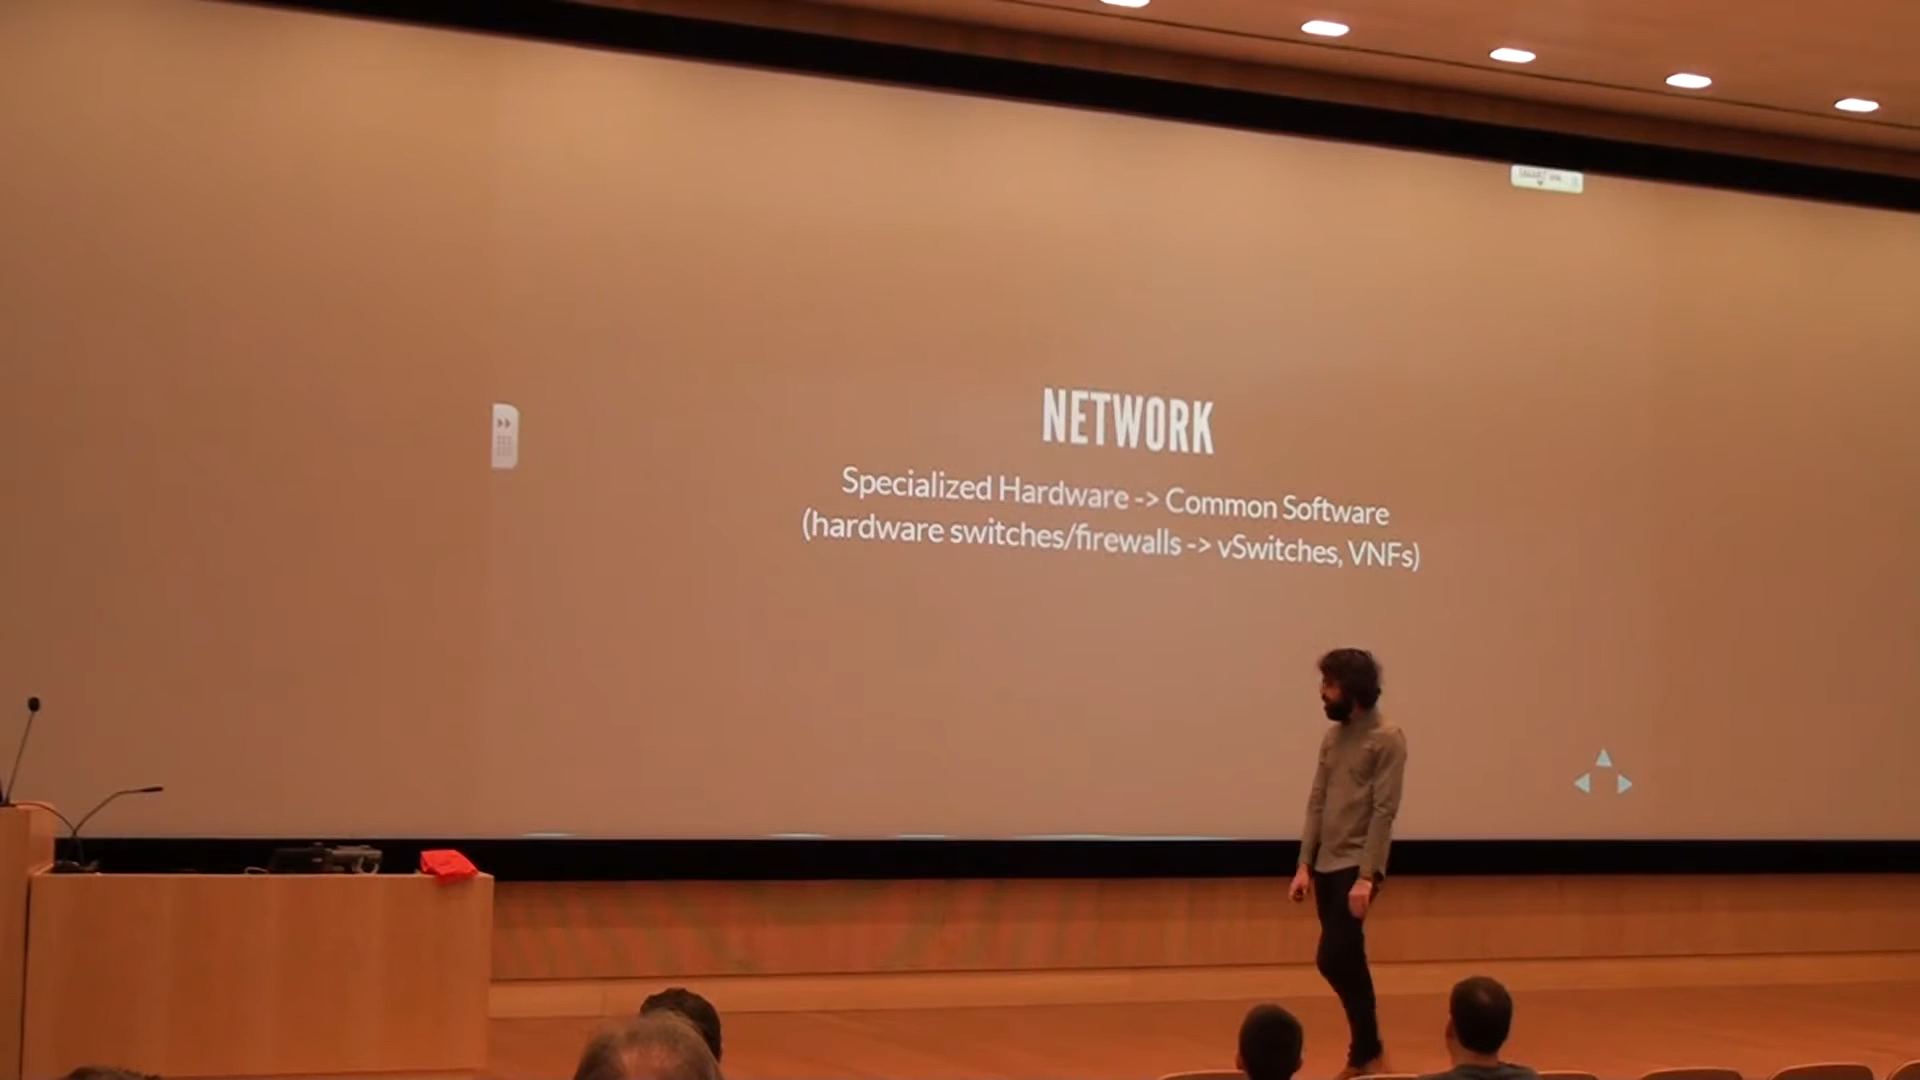 NETWORK
Specialized Hardware -> Common Software
(hardware switches/firewalls -> vSwitches, VNFs)